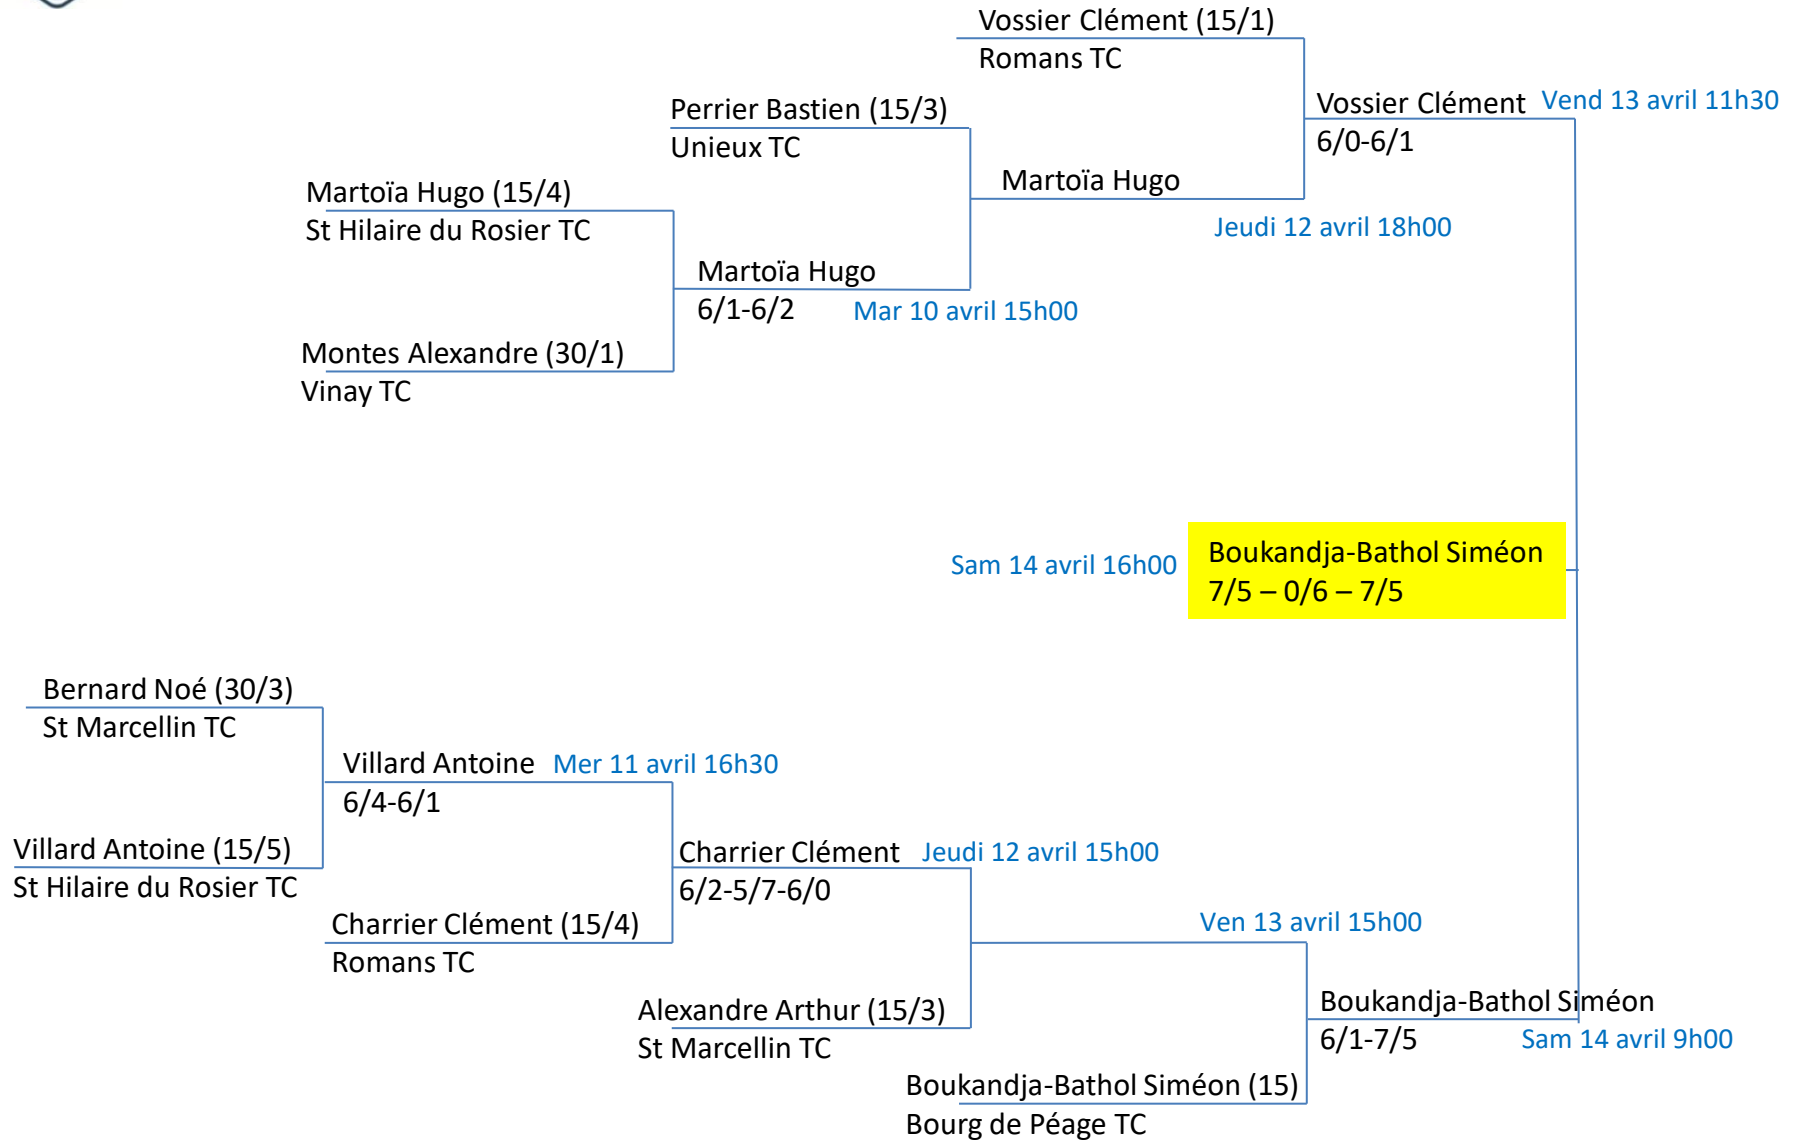 Vossier Clément (15/1)
Romans TC
Perrier Bastien (15/3)
Unieux TC
Vossier Clément Vend 13 avril 11h30
6/0-6/1
Martoïa Hugo (15/4)
St Hilaire du Rosier TC
Martoïa Hugo
Jeudi 12 avril 18h00
Martoïa Hugo
6/1-6/2 Mar 10 avril 15h00
Montes Alexandre (30/1)
Vinay TC
Sam 14 avril 16h00
Boukandja-Bathol Siméon
7/5 – 0/6 – 7/5
Bernard Noé (30/3)
St Marcellin TC
Villard Antoine Mer 11 avril 16h30
6/4-6/1
Villard Antoine (15/5)
St Hilaire du Rosier TC
Charrier Clément Jeudi 12 avril 15h00
6/2-5/7-6/0
Charrier Clément (15/4)
Romans TC
Ven 13 avril 15h00
Alexandre Arthur (15/3)
St Marcellin TC
Boukandja-Bathol Siméon
6/1-7/5 Sam 14 avril 9h00
Boukandja-Bathol Siméon (15)
Bourg de Péage TC